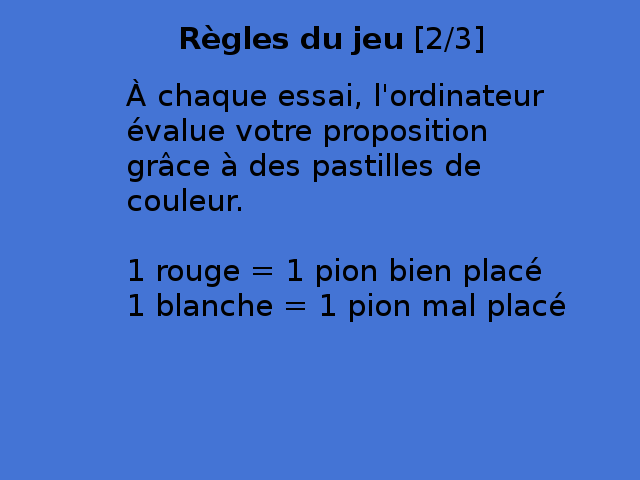 Règles du jeu [2/3]
À chaque essai, l'ordinateur
évalue votre proposition
grâce à des pastilles de
couleur.
1 rouge = 1 pion bien placé
1 blanche = 1 pion mal placé